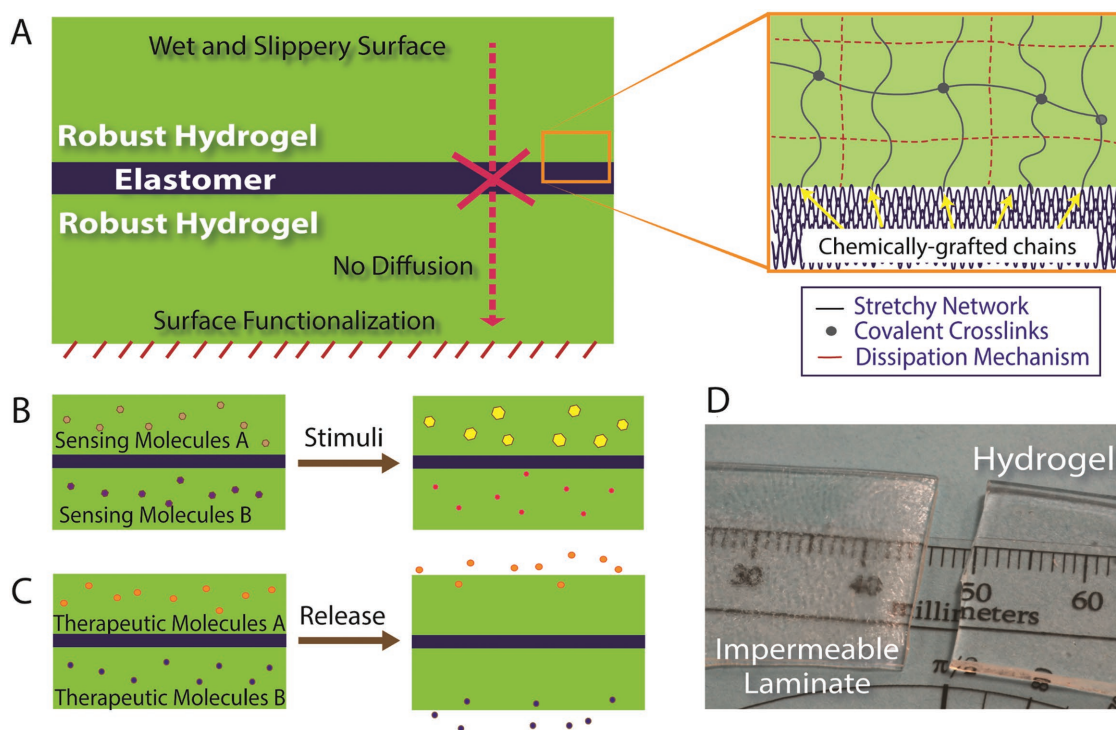 A
Wet and Slippery Surface
Robust Hydrogel
Elastomer
Robust Hydrogel
No Diffusion
Surface Functionalization
Chemically-grafted chains
Stretchy Network
Covalent Crosslinks
Dissipation Mechanism
B
Sensing Molecules A
Sensing Molecules B
Stimuli
C
Therapeutic Molecules A
Therapeutic Molecules B
Release
D
Hydrogel
30 40 50 60
millimeters
Impermeable
Laminate
π/2